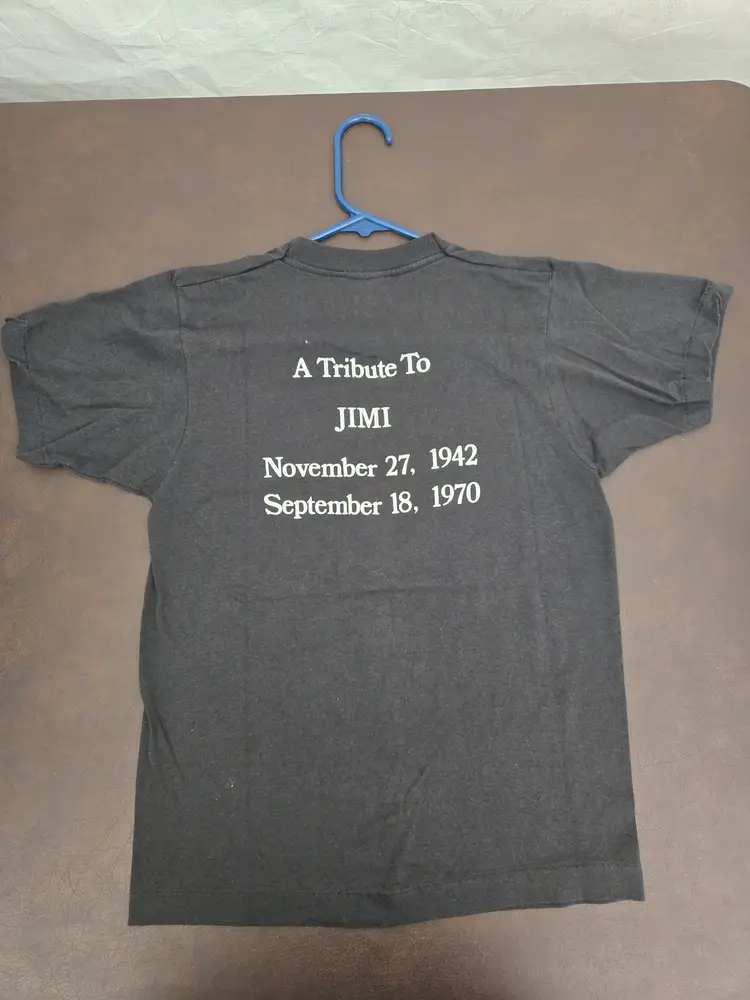 A Tribute To
JIMI
November 27, 1942
September 18, 1970